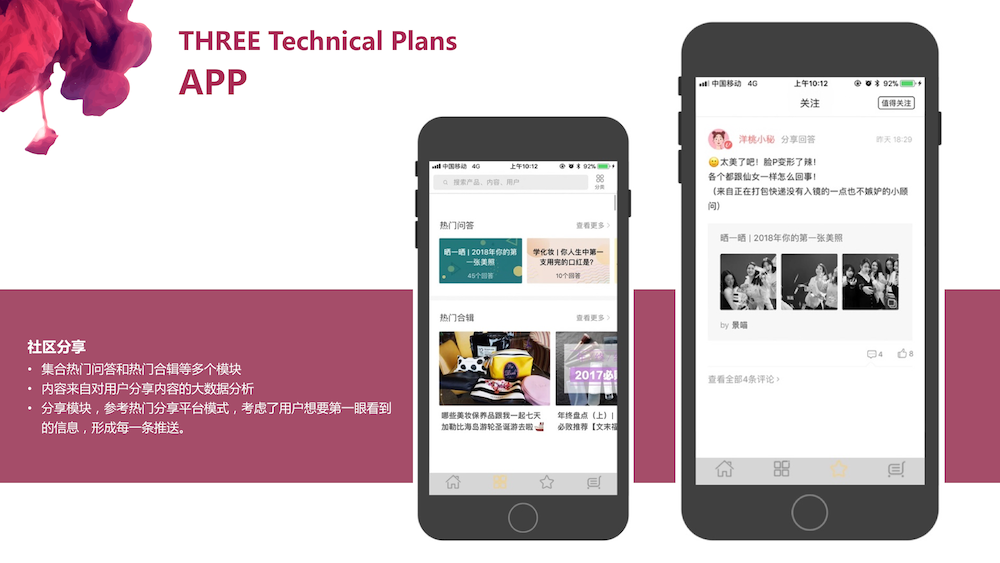 THREE Technical Plans
APP
社区分享
• 集合热门问答和热门合辑等多个模块
• 内容来自对用户分享内容的大数据分析
• 分享模块，参考热门分享平台模式，考虑了用户想要第一眼看到
的信息，形成每一条推送。
中国移动 4G 上午10:12 92%
搜索产品，内容，用户
分类
热门问答 查看更多
晒一晒 | 2018年你的第
一张美照
45个回答
学化妆 | 你人生中第一
支用完的口红是?
10个回答
热门合辑 查看更多
2017必
哪些美妆保养品跟我一起七天
加勒比海岛游轮圣诞游去啦
年终盘点（上）|
必败推荐【文末福
中国移动 4G 上午10:12 92%
关注 值得关注
洋桃小秘 分享回答 昨天 18:29
太美了吧！脸P变形了辣！
各个都跟仙女一样怎么回事！
（来自正在打包快递没有入镜的一点也不嫉妒的小顾
问）
晒一晒 | 2018年你的第一张美照
by 景喵
4 8
查看全部4条评论